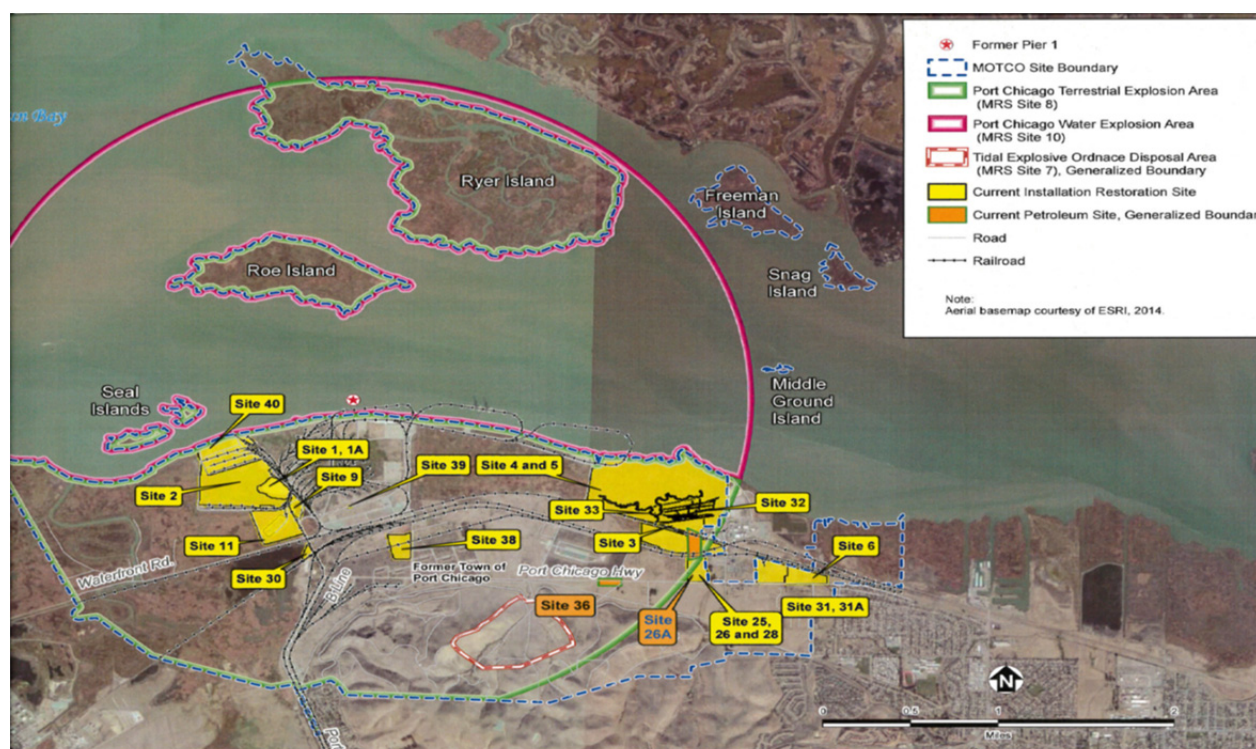 Former Pier 1
MOTCO Site Boundary
Port Chicago Terrestrial Explosion Area
(MRS Site 8)
Port Chicago Water Explosion Area
(MRS Site 10)
Tidal Explosive Ordnace Disposal Area
(MRS Site 7), Generalized Boundary
Current Installation Restoration Site
Current Petroleum Site, Generalized Boundar
Road
Railroad
Note:
Aerial basemap courtesy of ESRI, 2014.
Bay
Ryer Island
Freeman
Island
Roe Island
Snag
Island
Middle
Ground
Island
Seal
Islands
Site 40
Site 1, 1A
Site 39
Site 4 and 5
Site 2
Site 9
Site 33
Site 32
Site 11
Site 3
Site 6
Site 38
Waterfront Rd.
Former Town of
Port Chicago
Port Chicago Hwy
Site 30
B Line
Site 36
Site
26A
Site 25,
26 and 28
Site 31, 31A
N
0 0.5 1 2
Miles